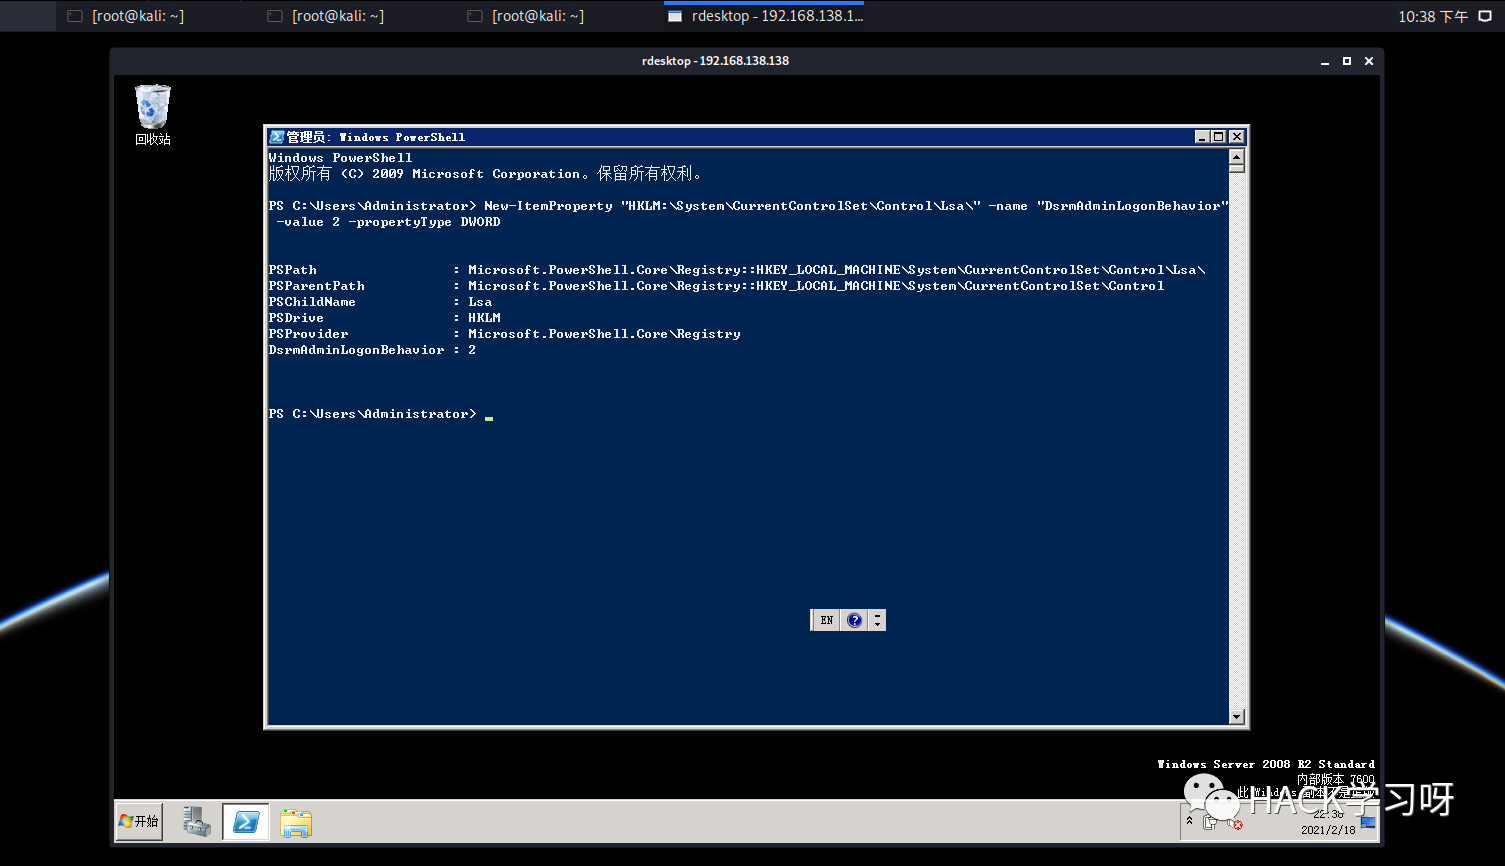 [root@kali: ~]
[root@kali: ~]
[root@kali: ~]
rdesktop - 192.168.138.1...
10:38 下午
rdesktop - 192.168.138.138
回收站
管理员: Windows PowerShell
Windows PowerShell
版权所有 (C) 2009 Microsoft Corporation。保留所有权利。
PS C:\Users\Administrator> New-ItemProperty "HKLM:\System\CurrentControlSet\Control\Lsa\" -name "DsrmAdminLogonBehavior"
-value 2 -propertyType DWORD
PSPath : Microsoft.PowerShell.Core\Registry::HKEY_LOCAL_MACHINE\System\CurrentControlSet\Control\Lsa\
PSParentPath : Microsoft.PowerShell.Core\Registry::HKEY_LOCAL_MACHINE\System\CurrentControlSet\Control
PSChildName : Lsa
PSDrive : HKLM
PSProvider : Microsoft.PowerShell.Core\Registry
DsrmAdminLogonBehavior : 2
PS C:\Users\Administrator>
EN
Windows Server 2008 R2 Standard
内部版本 7600
此 Windows 副本不是正版
HACK学习呀
开始
22:38
2021/2/18